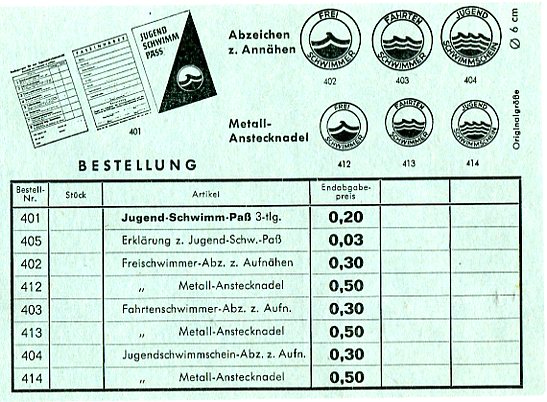 JUGEND
SCHWIMM
PASS
401
Abzeichen
z. Annähen
FREI
SCHWIMMER
402
FAHRTEN
SCHWIMMER
403
JUGEND
SCHWIMMSCHEIN
404
Ø 6 cm
Metall-
Anstecknadel
FREI
SCHWIMMER
412
FAHRTEN
SCHWIMMER
413
JUGEND
SCHWIMMSCHEIN
414
Originalgröße
BESTELLUNG
Bestell-Nr. Stück Artikel Endabgabe-preis
401 Jugend-Schwimm-Paß 3-tlg. 0,20
405 Erklärung z. Jugend-Schw.-Paß 0,03
402 Freischwimmer-Abz. z. Aufnähen 0,30
412 „ Metall-Anstecknadel 0,50
403 Fahrtenschwimmer-Abz. z. Aufn. 0,30
413 „ Metall-Anstecknadel 0,50
404 Jugendschwimmschein-Abz. z. Aufn. 0,30
414 „ Metall-Anstecknadel 0,50